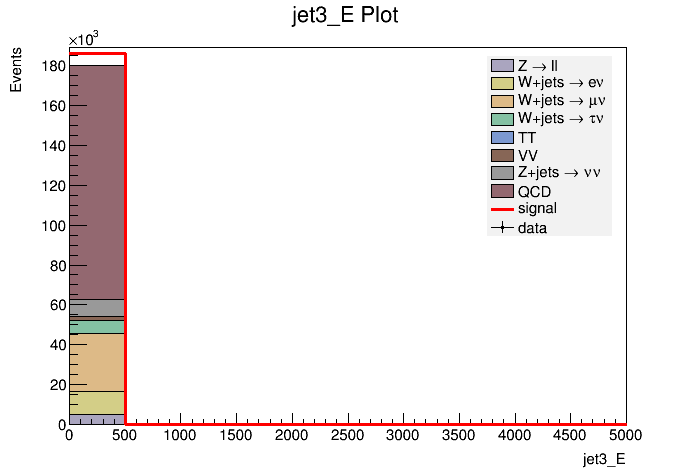 jet3_E Plot
×10³
Events
180
160
140
120
100
80
60
40
20
0
0 500 1000 1500 2000 2500 3000 3500 4000 4500 5000
jet3_E
Z → ll
W+jets → eν
W+jets → μν
W+jets → τν
TT
VV
Z+jets → νν
QCD
signal
data